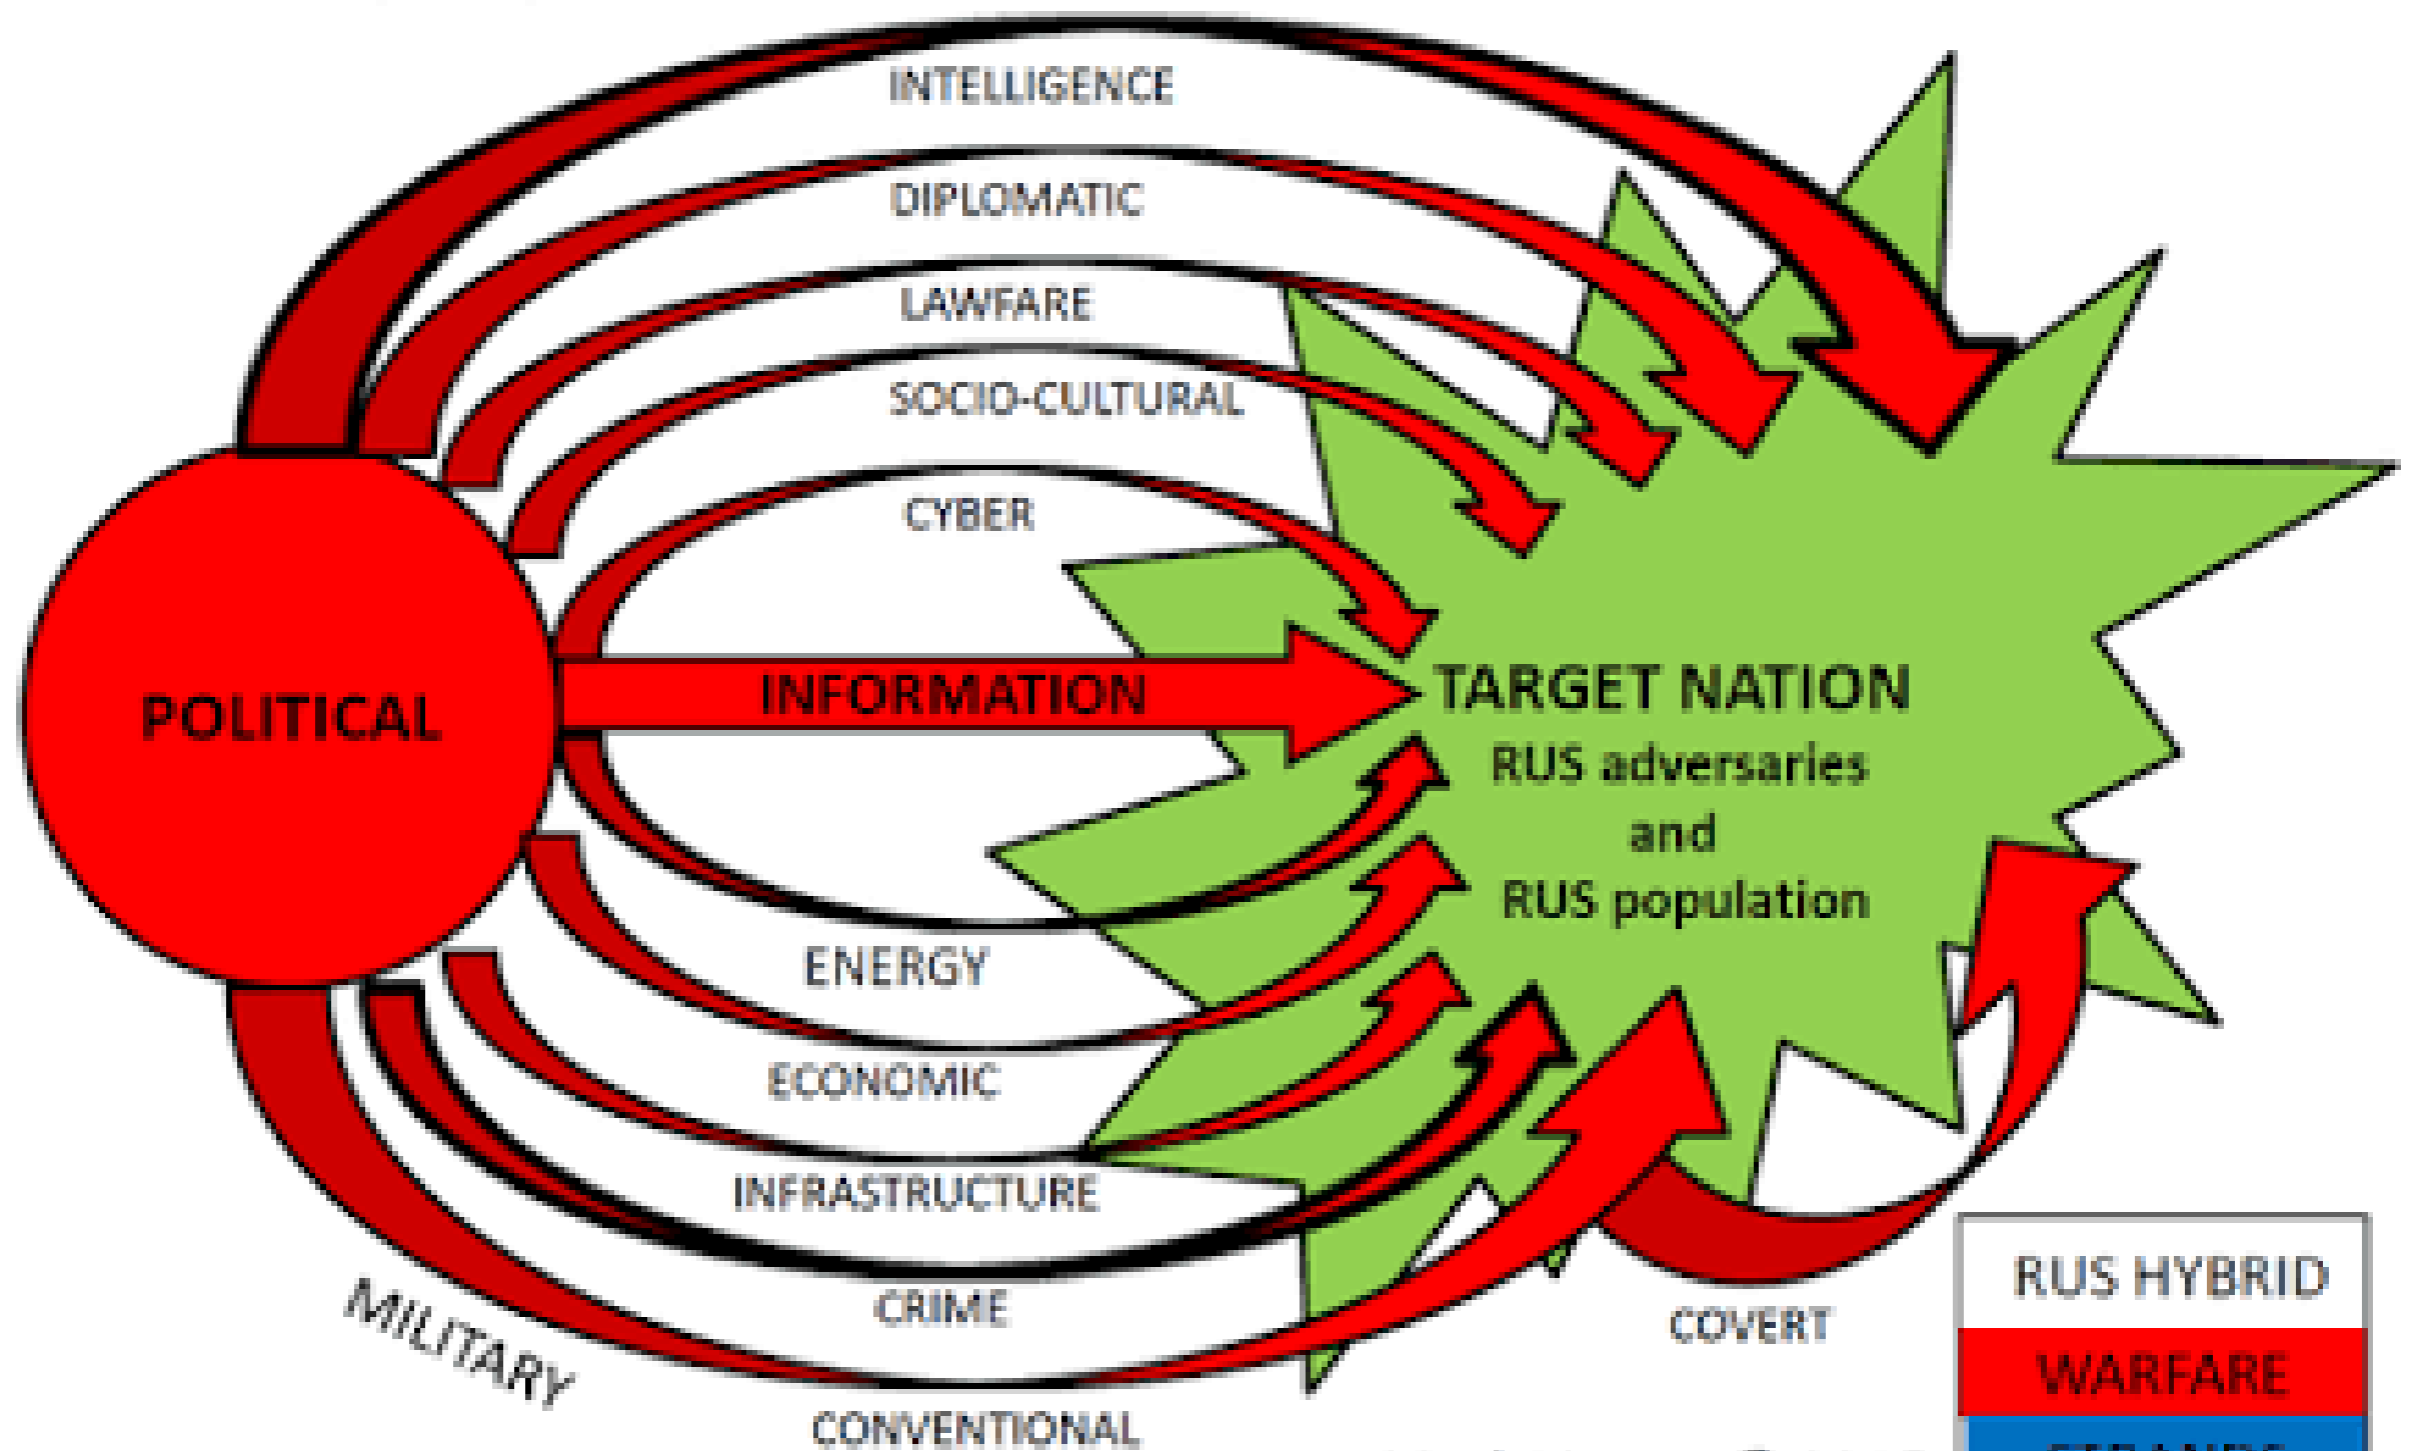 INTELLIGENCE
DIPLOMATIC
LAWFARE
SOCIO-CULTURAL
CYBER
POLITICAL
INFORMATION
TARGET NATION
RUS adversaries
and
RUS population
ENERGY
ECONOMIC
INFRASTRUCTURE
CRIME
MILITARY
CONVENTIONAL
COVERT
RUS HYBRID
WARFARE